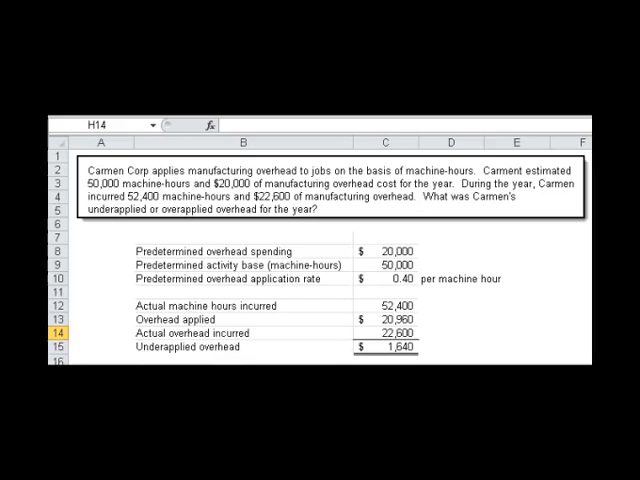 H14 fx
A B C D E F
1
2 Carmen Corp applies manufacturing overhead to jobs on the basis of machine-hours. Carment estimated
3 50,000 machine-hours and $20,000 of manufacturing overhead cost for the year. During the year, Carmen
4 incurred 52,400 machine-hours and $22,600 of manufacturing overhead. What was Carmen's
5 underapplied or overapplied overhead for the year?
6
7
8 Predetermined overhead spending $ 20,000
9 Predetermined activity base (machine-hours) 50,000
10 Predetermined overhead application rate $ 0.40 per machine hour
11
12 Actual machine hours incurred 52,400
13 Overhead applied $ 20,960
14 Actual overhead incurred 22,600
15 Underapplied overhead $ 1,640
16